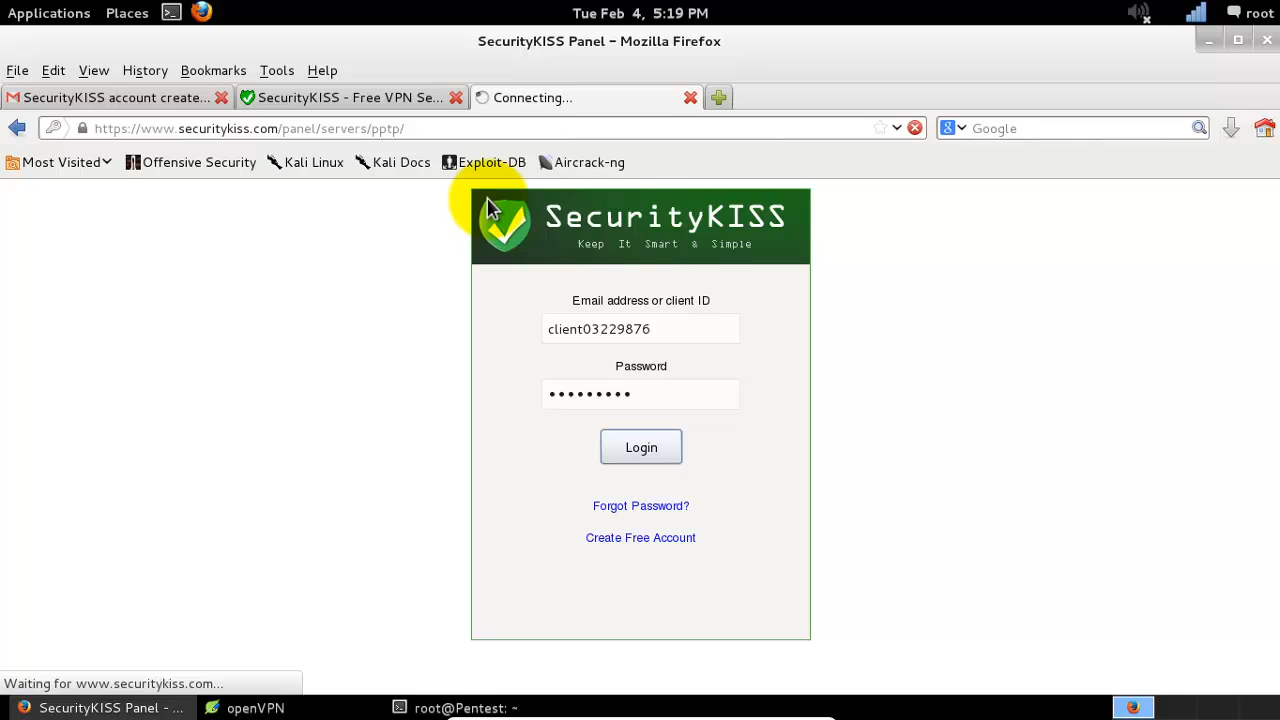 Applications Places Tue Feb 4, 5:19 PM root
SecurityKISS Panel - Mozilla Firefox
File Edit View History Bookmarks Tools Help
SecurityKISS account create... SecurityKISS - Free VPN Se... Connecting...
https://www.securitykiss.com/panel/servers/pptp/ Google
Most Visited Offensive Security Kali Linux Kali Docs Exploit-DB Aircrack-ng
SecurityKISS
Keep It Smart & Simple
Email address or client ID
client03229876
Password
•••••••••
Login
Forgot Password?
Create Free Account
Waiting for www.securitykiss.com...
SecurityKISS Panel - ... openVPN root@Pentest: ~